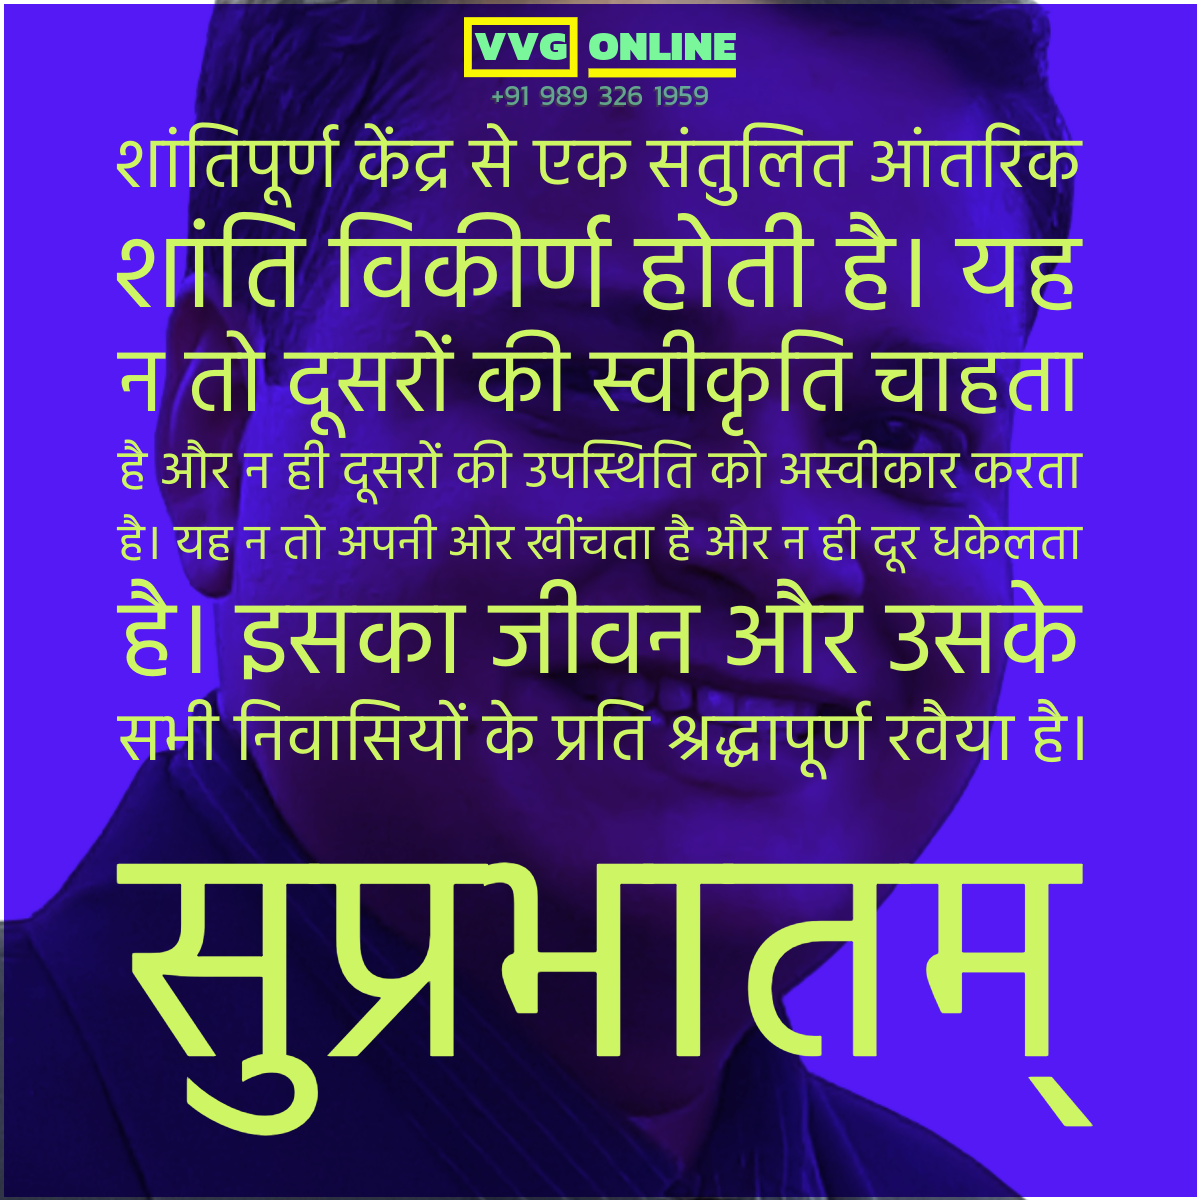 VVG ONLINE
+91 989 326 1959
शांतिपूर्ण केंद्र से एक संतुलित आंतरिक
शांति विकीर्ण होती है। यह
न तो दूसरों की स्वीकृति चाहता
है और न ही दूसरों की उपस्थिति को अस्वीकार करता
है। यह न तो अपनी ओर खींचता है और न ही दूर धकेलता
है। इसका जीवन और उसके
सभी निवासियों के प्रति श्रद्धापूर्ण रवैया है।
सुप्रभातम्